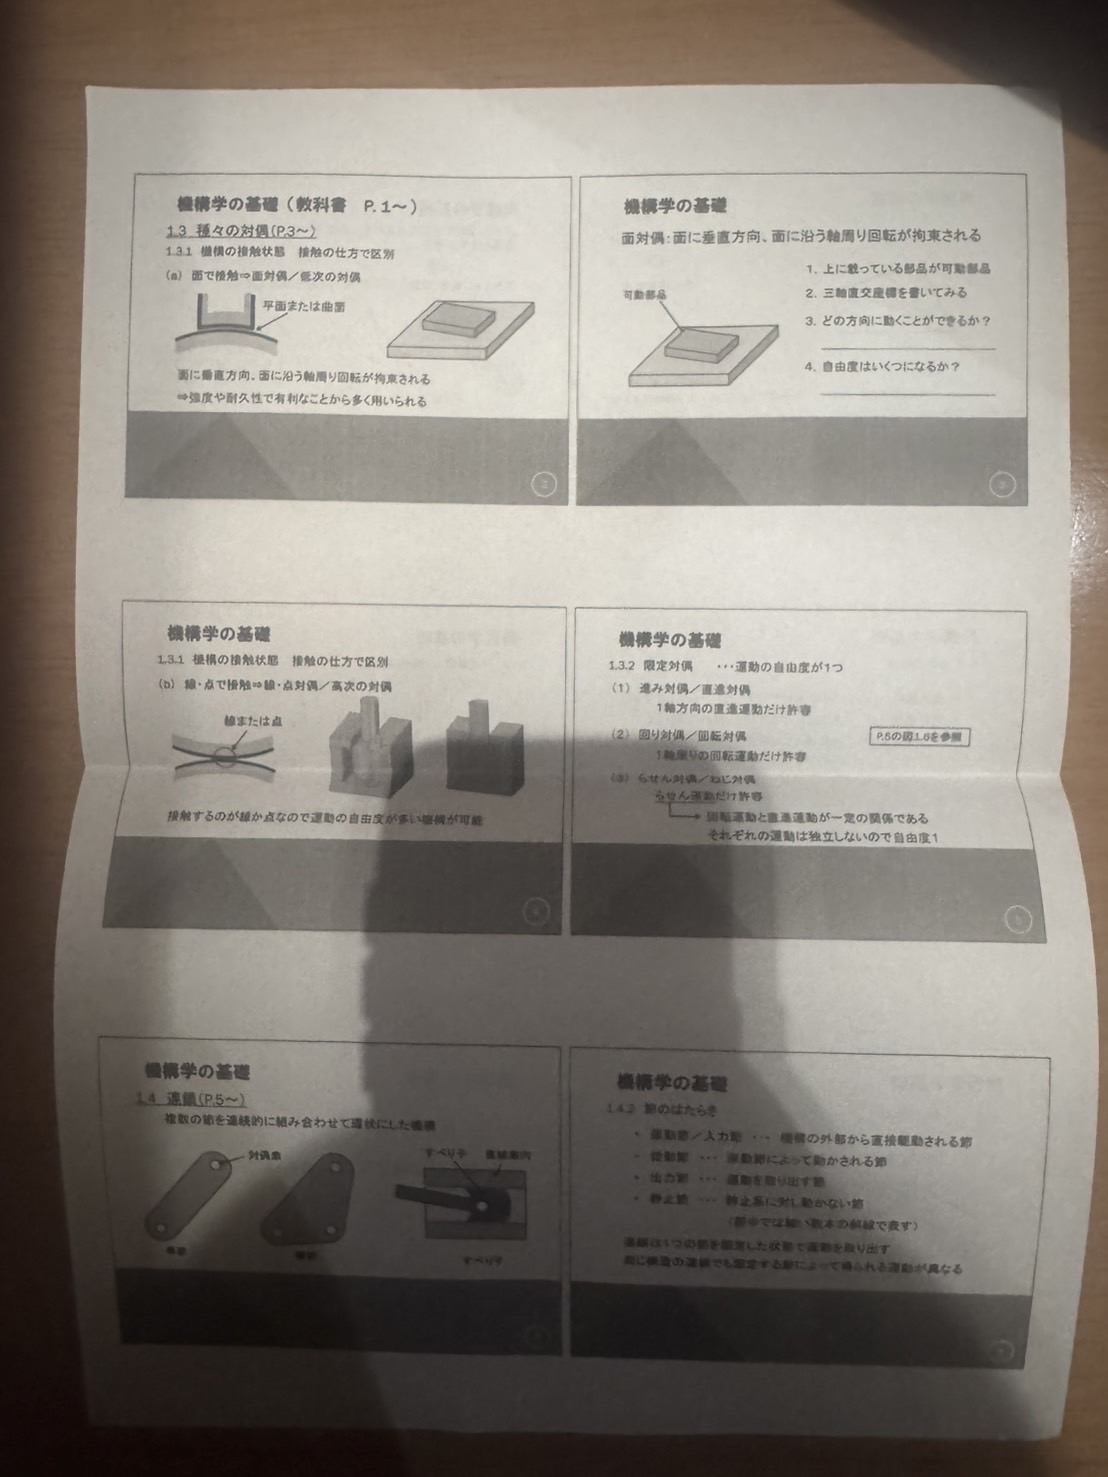 機構学の基礎（教科書　P.1～）
1.3 種々の対偶(P.3～)
1.3.1 機構の接触状態　接触の仕方で区別
(a) 面で接触⇒面対偶／低次の対偶
平面または曲面
面に垂直方向、面に沿う軸周り回転が拘束される
⇒強度や耐久性で有利なことから多く用いられる
2
機構学の基礎
面対偶：面に垂直方向、面に沿う軸周り回転が拘束される
可動部品
1. 上に載っている部品が可動部品
2. 三軸直交座標を書いてみる
3. どの方向に動くことができるか？
4. 自由度はいくつになるか？
3
機構学の基礎
1.3.1 機構の接触状態　接触の仕方で区別
(b) 線・点で接触⇒線・点対偶／高次の対偶
線または点
接触するのが線か点なので運動の自由度が多い機構が可能
4
機構学の基礎
1.3.2 限定対偶　…運動の自由度が1つ
(1) 進み対偶／直進対偶
1軸方向の直進運動だけ許容
(2) 回り対偶／回転対偶
1軸周りの回転運動だけ許容
P.5の図1.6を参照
(3) らせん対偶／ねじ対偶
らせん運動だけ許容
回転運動と直進運動が一定の関係である
それぞれの運動は独立しないので自由度1
5
機構学の基礎
1.4 連鎖(P.5～)
複数の節を連続的に組み合わせて環状にした機構
対偶素
すべり子
直線案内
すべり子
機構学の基礎
1.4.2 節のはたらき
・ 原動節／入力節 … 機構の外部から直接駆動される節
・ 従動節 … 原動節によって動かされる節
・ 出力節 … 運動を取り出す節
・ 静止節 … 静止系に対し動かない節
（図中では細い数本の斜線で表す）
連鎖は1つの節を固定した状態で運動を取り出す
同じ構造の連鎖でも固定する節によって得られる運動が異なる